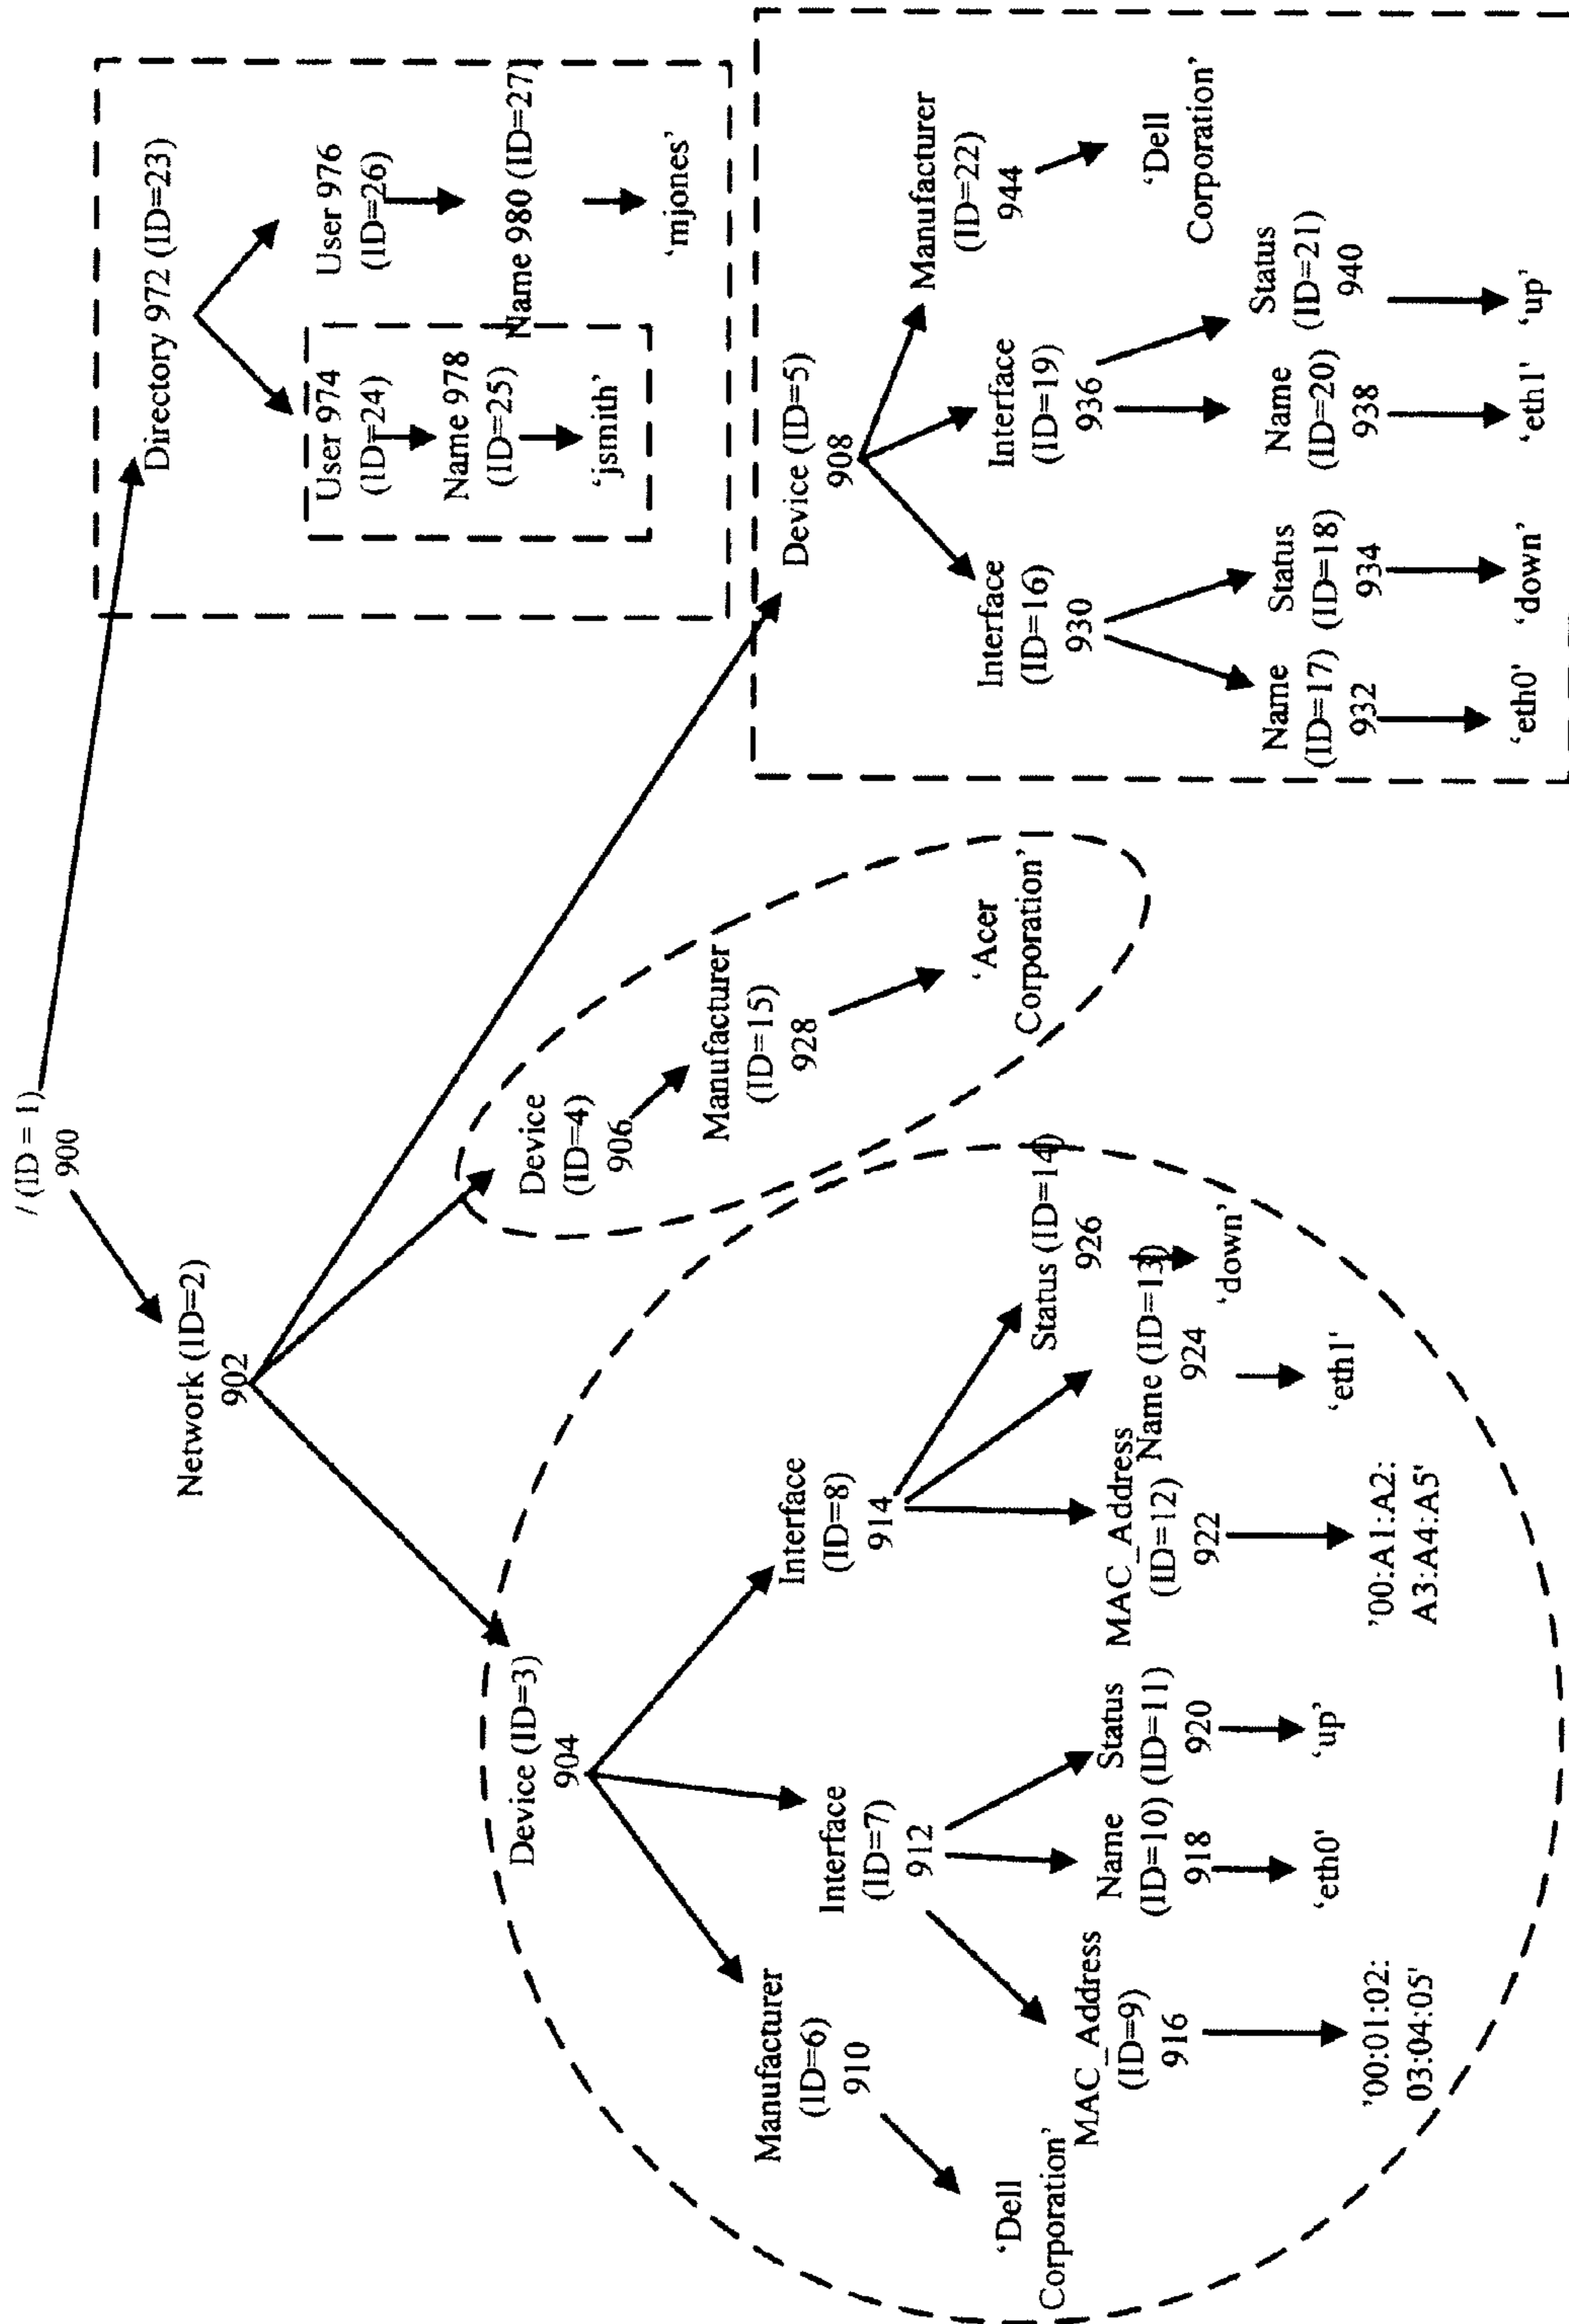 / (ID = 1)
900
Network (ID=2)
902
Directory 972 (ID=23)
User 974
(ID=24)
Name 978
(ID=25)
‘jsmith’
User 976
(ID=26)
Name 980 (ID=27)
‘mjones’
Device (ID=3)
904
Manufacturer
(ID=6)
910
‘Dell
Corporation’
Interface
(ID=7)
912
MAC_Address
(ID=9)
916
'00:01:02:
03:04:05'
Name
(ID=10)
918
‘eth0'
Status
(ID=11)
920
‘up’
Interface
(ID=8)
914
MAC_Address
(ID=12)
922
'00:A1:A2:
A3:A4:A5'
Name (ID=13)
924
‘eth1'
Status (ID=14)
926
‘down’
Device
(ID=4)
906
Manufacturer
(ID=15)
928
‘Acer
Corporation’
Device (ID=5)
908
Interface
(ID=16)
930
Name
(ID=17)
932
‘eth0'
Status
(ID=18)
934
‘down’
Interface
(ID=19)
936
Name
(ID=20)
938
‘eth1'
Status
(ID=21)
940
‘up’
Manufacturer
(ID=22)
944
‘Dell
Corporation’